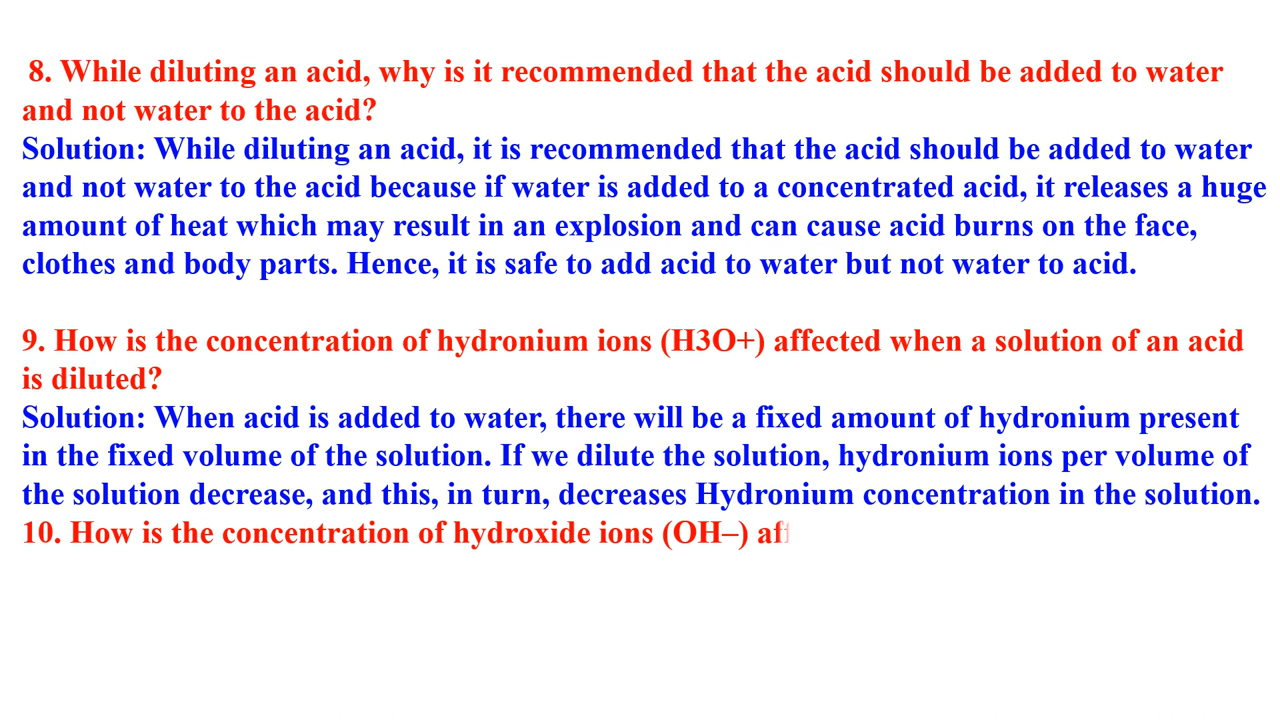 8. While diluting an acid, why is it recommended that the acid should be added to water
and not water to the acid?
Solution: While diluting an acid, it is recommended that the acid should be added to water
and not water to the acid because if water is added to a concentrated acid, it releases a huge
amount of heat which may result in an explosion and can cause acid burns on the face,
clothes and body parts. Hence, it is safe to add acid to water but not water to acid.
9. How is the concentration of hydronium ions (H3O+) affected when a solution of an acid
is diluted?
Solution: When acid is added to water, there will be a fixed amount of hydronium present
in the fixed volume of the solution. If we dilute the solution, hydronium ions per volume of
the solution decrease, and this, in turn, decreases Hydronium concentration in the solution.
10. How is the concentration of hydroxide ions (OH–)